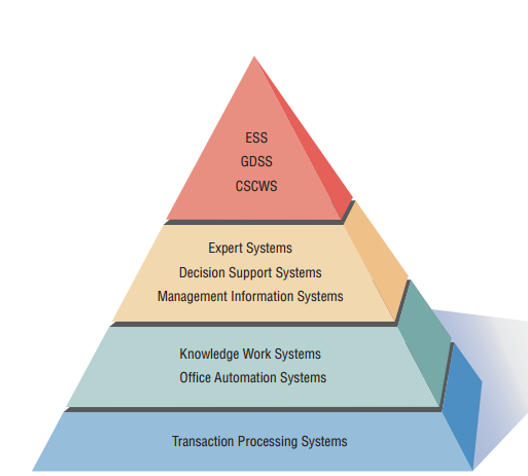 ESS
GDSS
CSCWS
Expert Systems
Decision Support Systems
Management Information Systems
Knowledge Work Systems
Office Automation Systems
Transaction Processing Systems